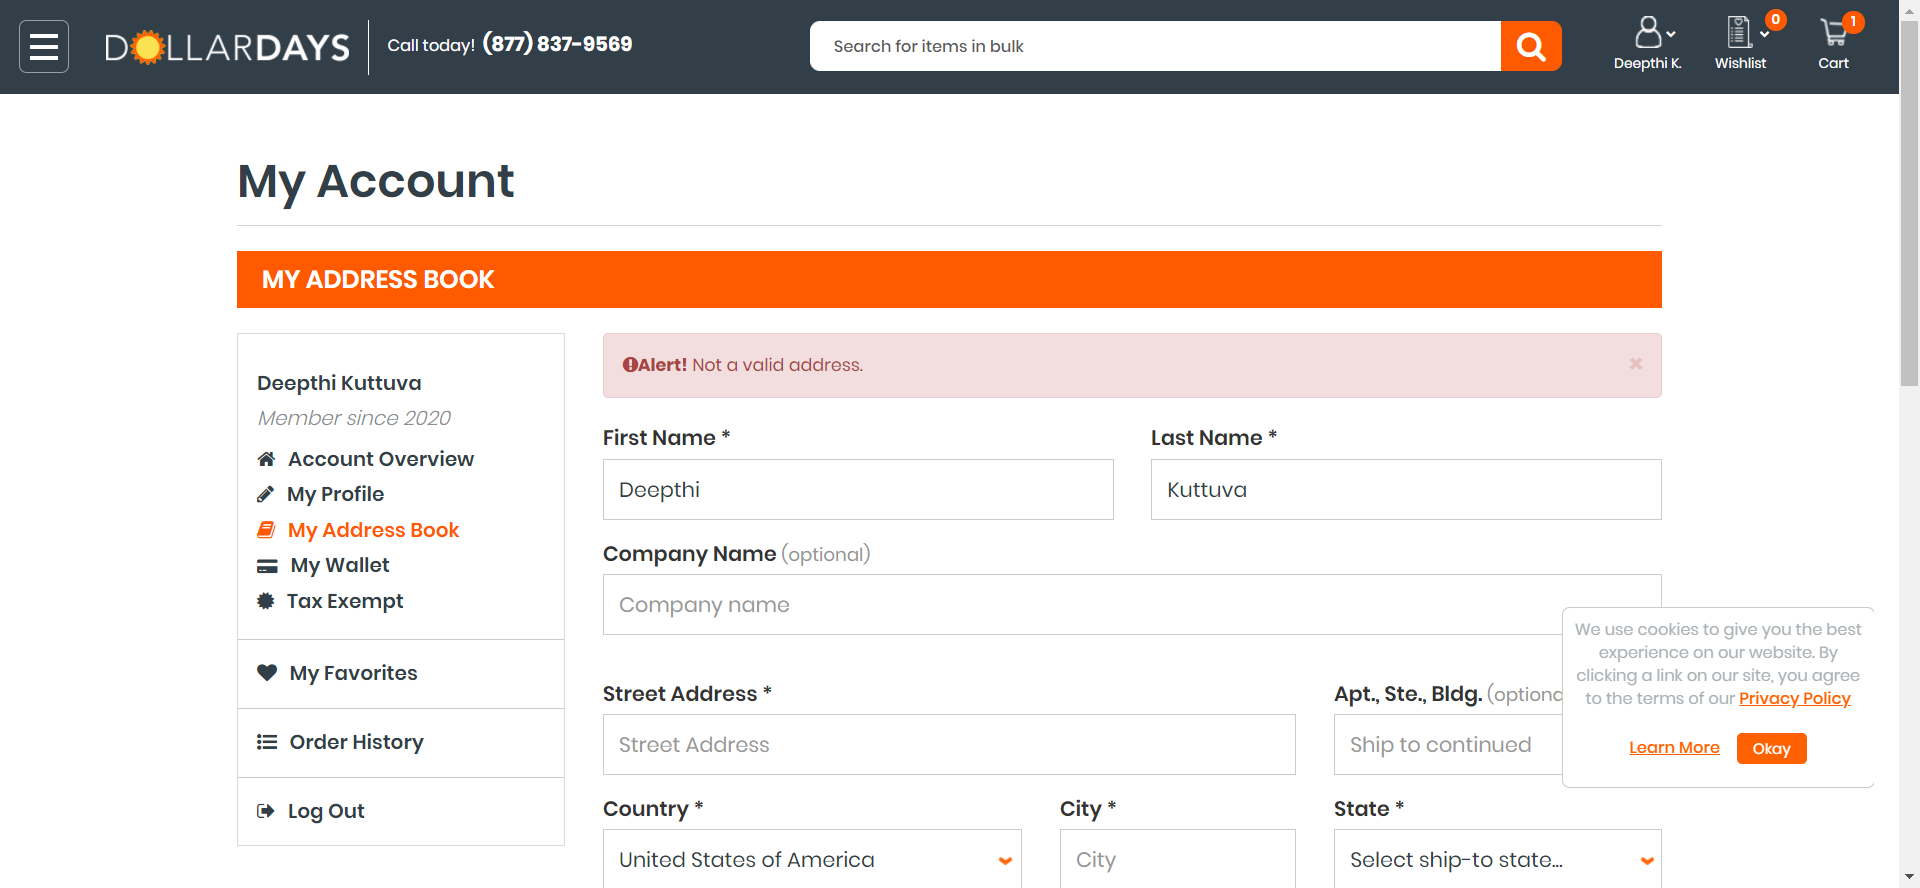 DOLLARDAYS
Call today! (877) 837-9569
Search for items in bulk
Deepthi K.
0
Wishlist
1
Cart
My Account
MY ADDRESS BOOK
Deepthi Kuttuva
Member since 2020
Account Overview
My Profile
My Address Book
My Wallet
Tax Exempt
My Favorites
Order History
Log Out
Alert! Not a valid address.
×
First Name *
Last Name *
Deepthi
Kuttuva
Company Name (optional)
Company name
Street Address *
Apt., Ste., Bldg. (optiona
Street Address
Ship to continued
Country *
City *
State *
United States of America
City
Select ship-to state...
We use cookies to give you the best
experience on our website. By
clicking a link on our site, you agree
to the terms of our Privacy Policy
Learn More
Okay